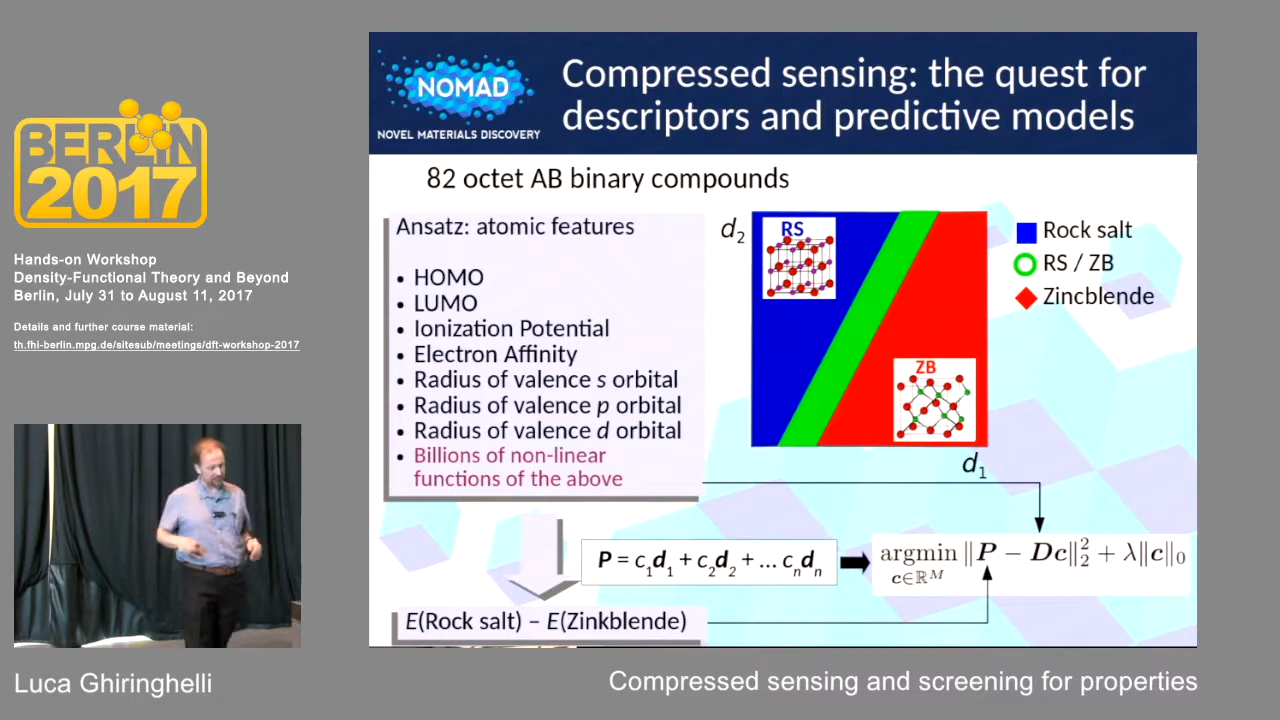 BERLIN
2017
Hands-on Workshop
Density-Functional Theory and Beyond
Berlin, July 31 to August 11, 2017
Details and further course material:
th.fhi-berlin.mpg.de/sitesub/meetings/dft-workshop-2017
Luca Ghiringhelli
NOMAD
NOVEL MATERIALS DISCOVERY
Compressed sensing: the quest for
descriptors and predictive models
82 octet AB binary compounds
Ansatz: atomic features
• HOMO
• LUMO
• Ionization Potential
• Electron Affinity
• Radius of valence s orbital
• Radius of valence p orbital
• Radius of valence d orbital
• Billions of non-linear
functions of the above
d₂
RS
ZB
d₁
Rock salt
RS / ZB
Zincblende
P = c₁d₁ + c₂d₂ + ... cₙdₙ
argmin ‖P − Dc‖₂² + λ‖c‖₀
c∈ℝᴹ
E(Rock salt) – E(Zinkblende)
Compressed sensing and screening for properties